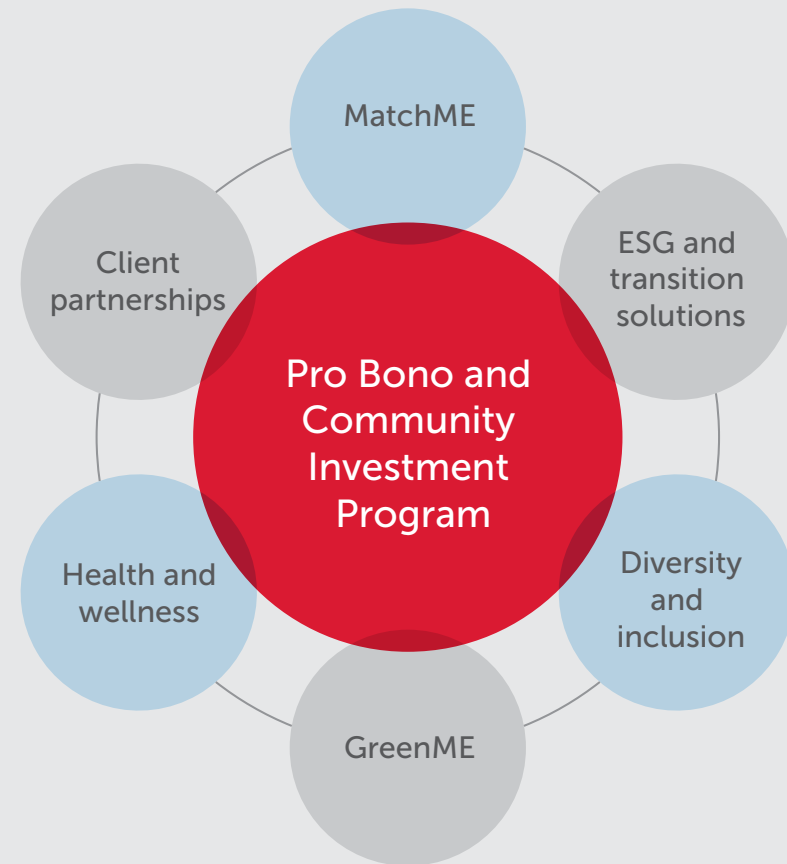 MatchME
ESG and
transition
solutions
Client
partnerships
Pro Bono and
Community
Investment
Program
Health and
wellness
Diversity
and
inclusion
GreenME